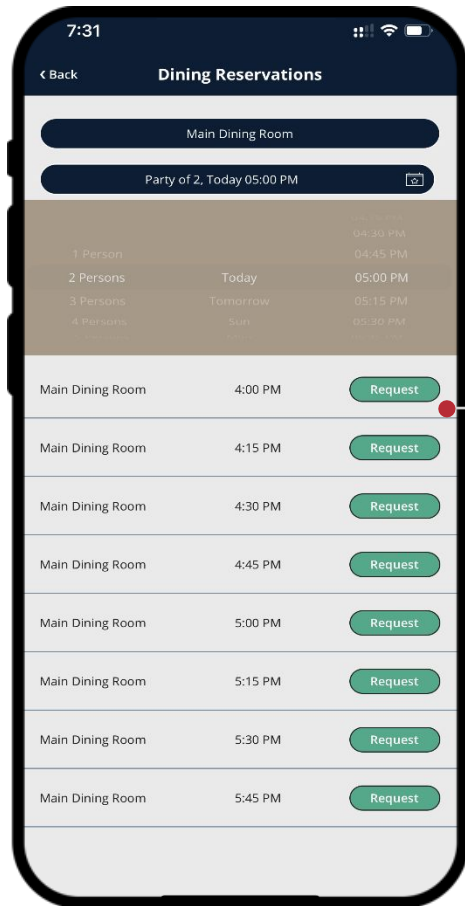 7:31
< Back Dining Reservations
Main Dining Room
Party of 2, Today 05:00 PM
04:30 PM
1 Person 04:45 PM
2 Persons Today 05:00 PM
3 Persons Tomorrow 05:15 PM
4 Persons Sun 05:30 PM
Main Dining Room 4:00 PM Request
Main Dining Room 4:15 PM Request
Main Dining Room 4:30 PM Request
Main Dining Room 4:45 PM Request
Main Dining Room 5:00 PM Request
Main Dining Room 5:15 PM Request
Main Dining Room 5:30 PM Request
Main Dining Room 5:45 PM Request